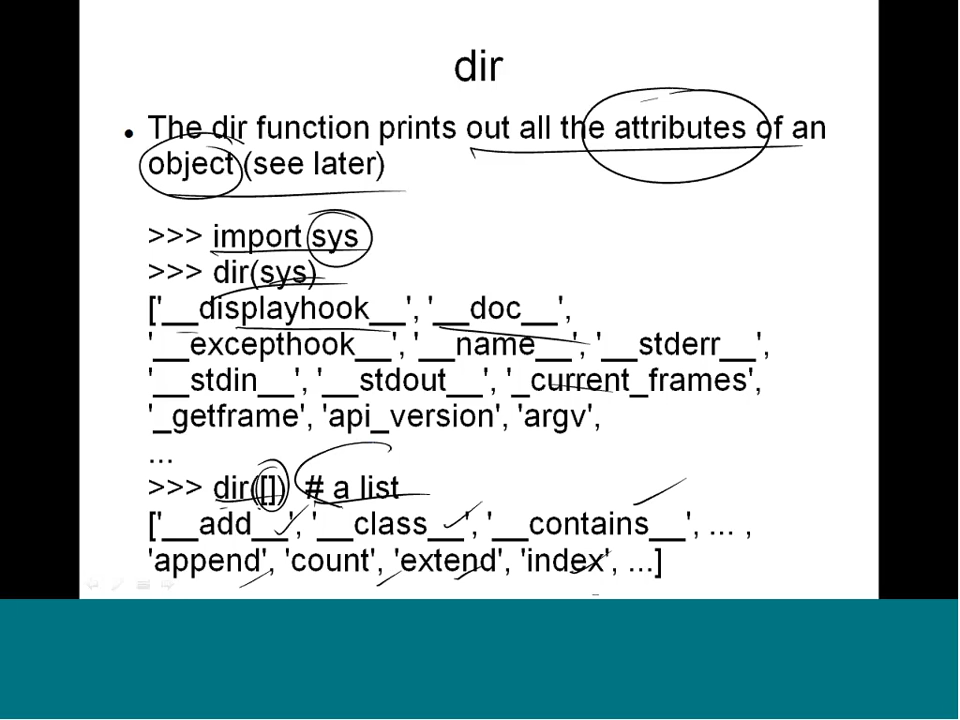 dir
• The dir function prints out all the attributes of an
object (see later)
>>> import sys
>>> dir(sys)
['__displayhook__', '__doc__',
'__excepthook__', '__name__', '__stderr__',
'__stdin__', '__stdout__', '_current_frames',
'_getframe', 'api_version', 'argv',
...
>>> dir([]) # a list
['__add__', '__class__', '__contains__', ... ,
'append', 'count', 'extend', 'index', ...]